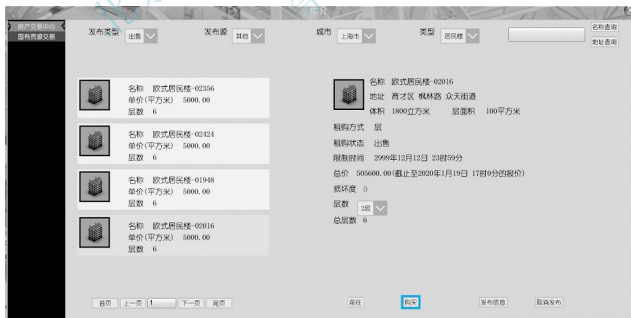 房产交易中心
国有资源交易
发布类型 出售 发布源 其他 城市 上海市 类型 居民楼 名称查询
地址查询
名称 欧式居民楼-02356
单价(平方米) 5000.00
层数 6
名称 欧式居民楼-02424
单价(平方米) 5000.00
层数 6
名称 欧式居民楼-01948
单价(平方米) 5000.00
层数 6
名称 欧式居民楼-02016
单价(平方米) 5000.00
层数 6
首页 上一页 1 下一页 尾页
名称 欧式居民楼-02016
地址 育才区 枫林路 众天街道
体积 1800立方米 层面积 100平方米
租购方式 层
租购状态 出售
限制时间 2999年12月12日 23时59分
总价 505600.00(截止至2020年1月19日 17时0分的报价)
损坏度 0
层数 2层
总层数 6
前往 购买 发布信息 取消发布